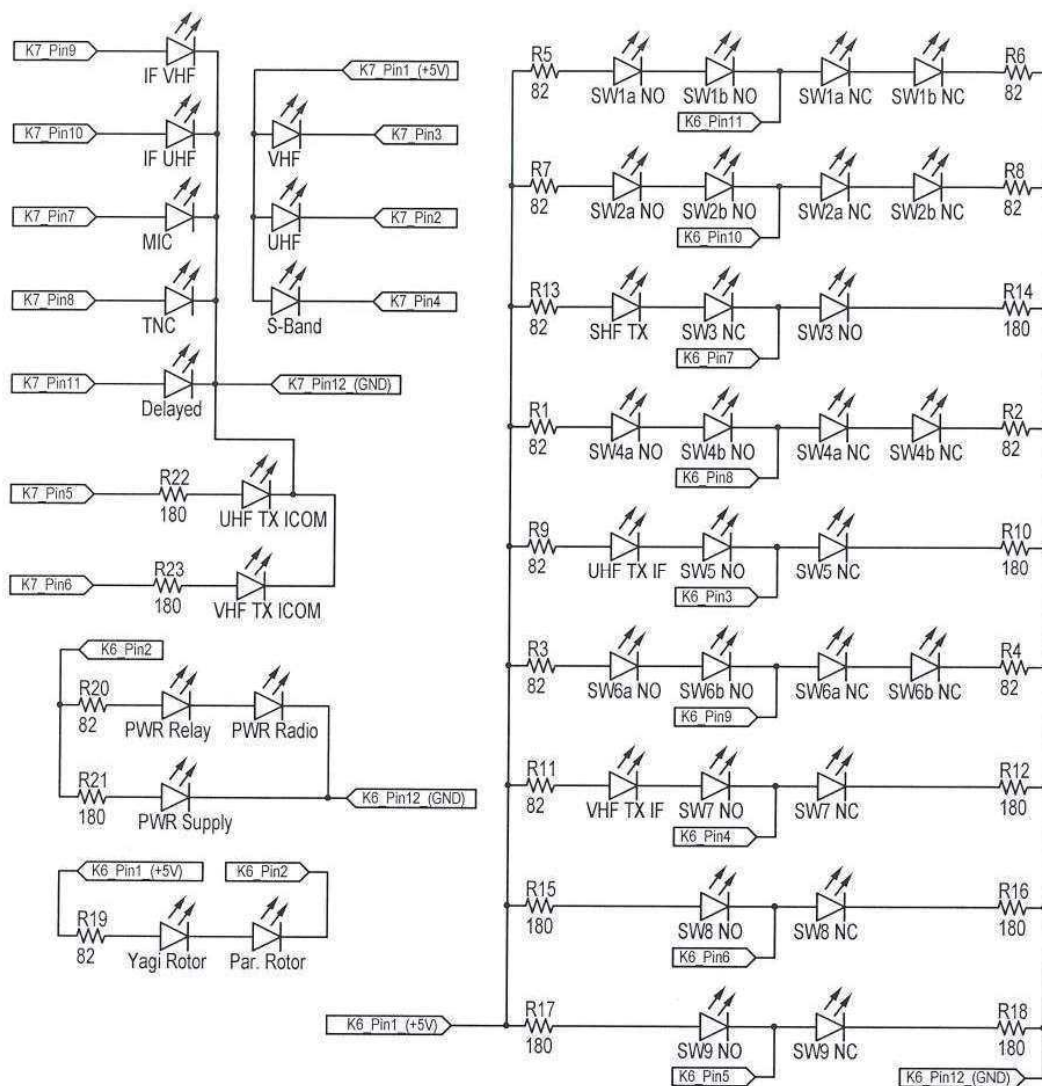 K7_Pin9
IF VHF
K7_Pin1_(+5V)
K7_Pin10
IF UHF
VHF
K7_Pin3
K7_Pin7
MIC
UHF
K7_Pin2
K7_Pin8
TNC
S-Band
K7_Pin4
K7_Pin11
Delayed
K7_Pin12_(GND)
K7_Pin5
R22
180
UHF TX ICOM
K7_Pin6
R23
180
VHF TX ICOM
K6_Pin2
R20
82
PWR Relay
PWR Radio
R21
180
PWR Supply
K6_Pin12_(GND)
K6_Pin1_(+5V)
K6_Pin2
R19
82
Yagi Rotor
Par. Rotor
R5
82
SW1a NO
SW1b NO
SW1a NC
SW1b NC
R6
82
K6_Pin11
R7
82
SW2a NO
SW2b NO
SW2a NC
SW2b NC
R8
82
K6_Pin10
R13
82
SHF TX
SW3 NC
SW3 NO
R14
180
K6_Pin7
R1
82
SW4a NO
SW4b NO
SW4a NC
SW4b NC
R2
82
K6_Pin8
R9
82
UHF TX IF
SW5 NO
SW5 NC
R10
180
K6_Pin3
R3
82
SW6a NO
SW6b NO
SW6a NC
SW6b NC
R4
82
K6_Pin9
R11
82
VHF TX IF
SW7 NO
SW7 NC
R12
180
K6_Pin4
R15
180
SW8 NO
SW8 NC
R16
180
K6_Pin6
K6_Pin1_(+5V)
R17
180
SW9 NO
SW9 NC
R18
180
K6_Pin5
K6_Pin12_(GND)